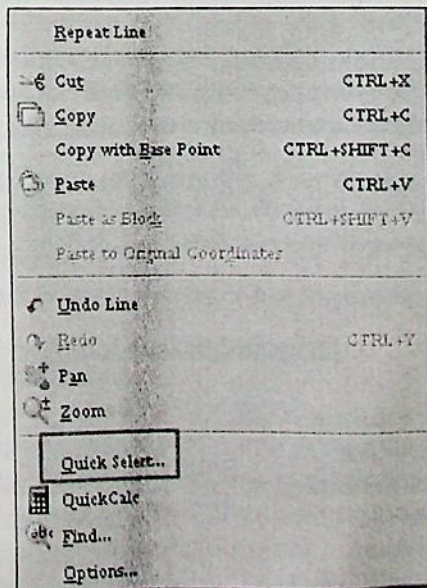 Repeat Line
Cut CTRL+X
Copy CTRL+C
Copy with Base Point CTRL+SHIFT+C
Paste CTRL+V
Paste as Block CTRL+SHIFT+V
Paste to Original Coordinates
Undo Line
Redo CTRL+Y
Pan
Zoom
Quick Select...
QuickCalc
abc Find...
Options...